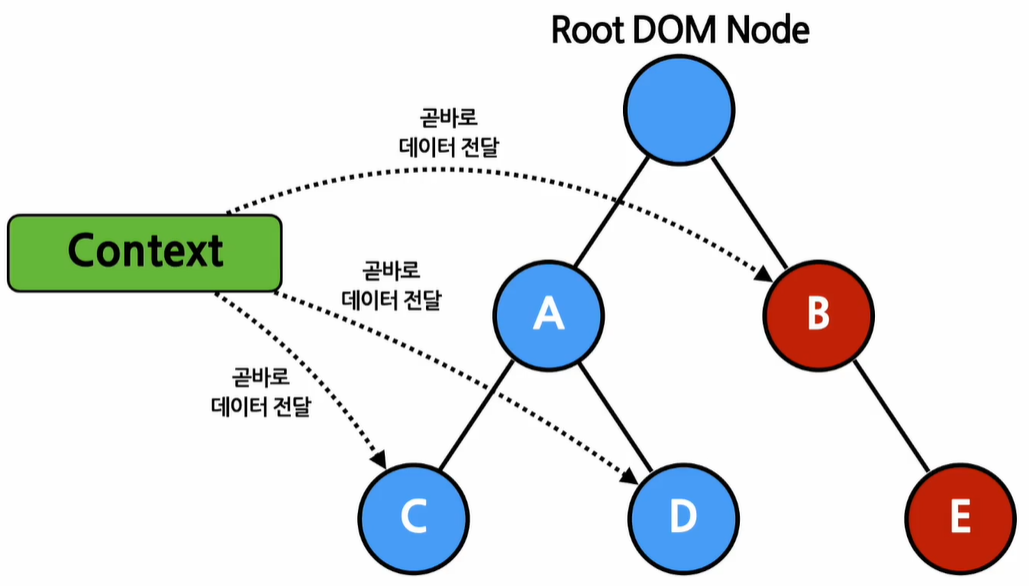 Root DOM Node
곧바로
데이터 전달
Context
곧바로
데이터 전달
A
B
곧바로
데이터 전달
C
D
E